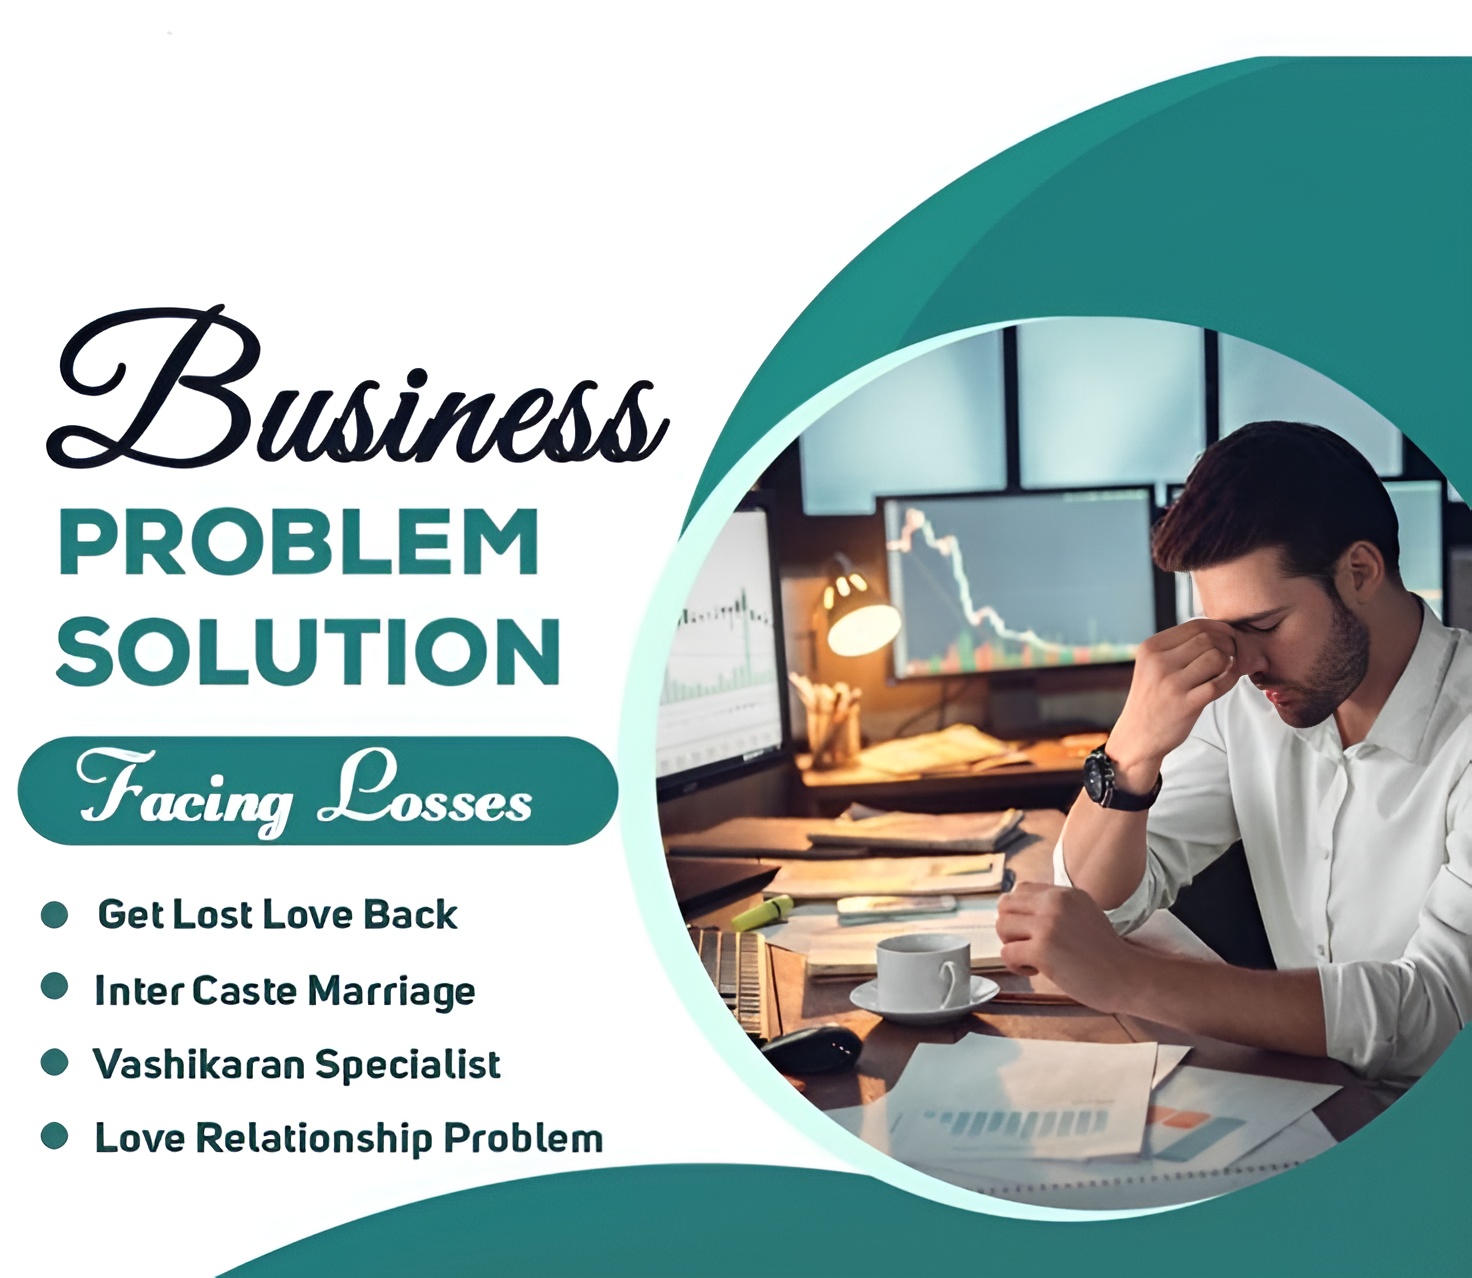 Business
PROBLEM
SOLUTION
Facing Losses
Get Lost Love Back
Inter Caste Marriage
Vashikaran Specialist
Love Relationship Problem